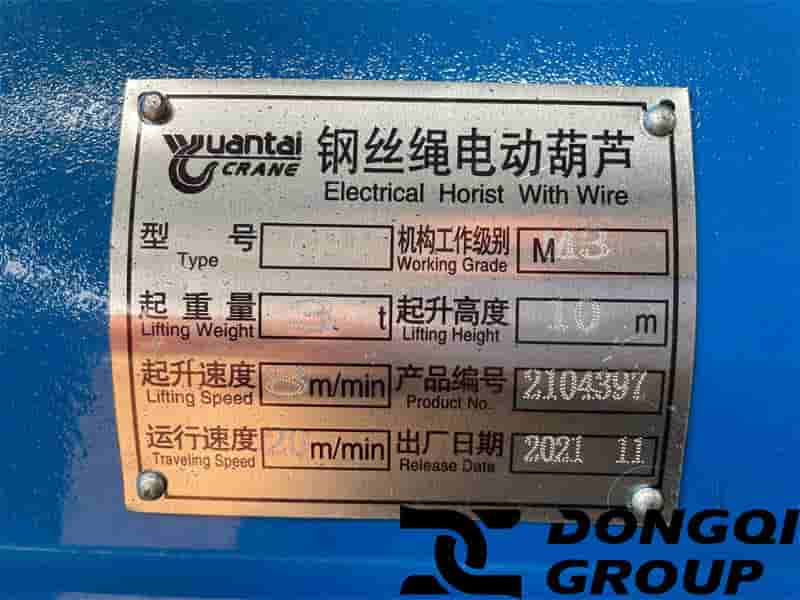 Yuantai
CRANE
钢丝绳电动葫芦
Electrical Horist With Wire
型 号
Type
机构工作级别
Working Grade
M M3
起重量
Lifting Weight
t
起升高度
Lifting Height
10 m
起升速度
Lifting Speed
8 m/min
产品编号
Product No.
2104397
运行速度
Traveling Speed
20 m/min
出厂日期
Release Date
2021 11
DONGQI
GROUP